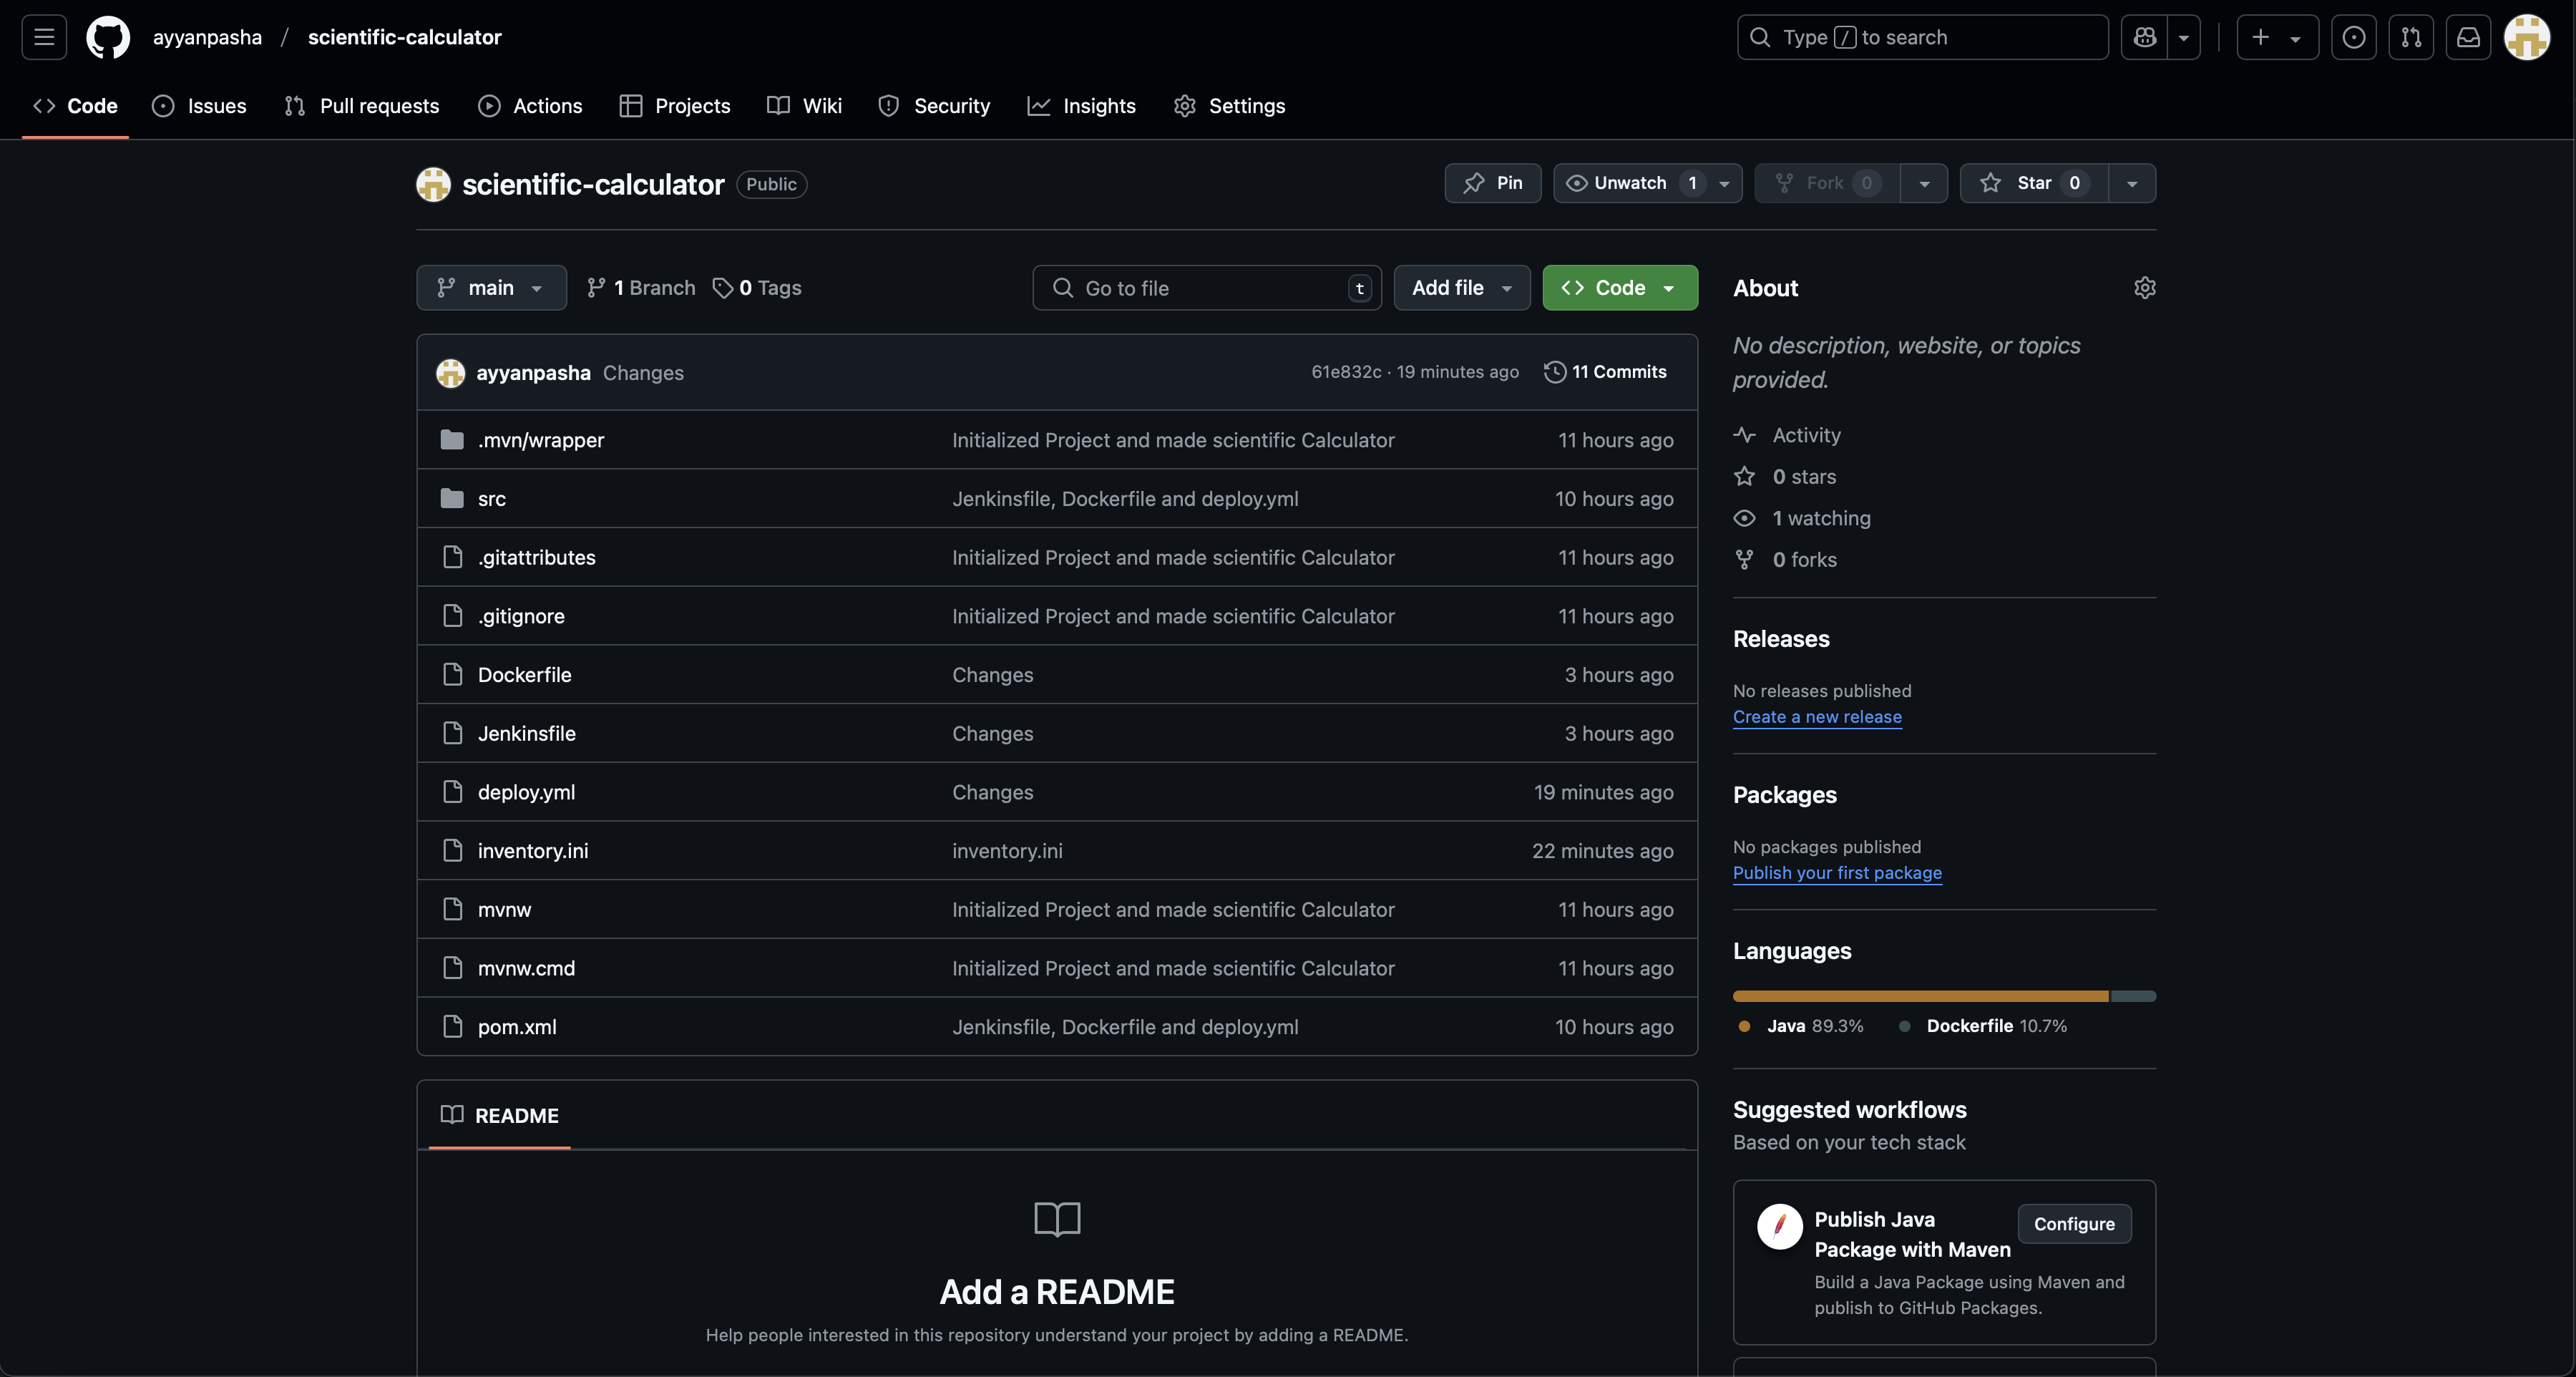 ayyanpasha / scientific-calculator
Type / to search
Code Issues Pull requests Actions Projects Wiki Security Insights Settings
scientific-calculator Public
Pin Unwatch 1 Fork 0 Star 0
main 1 Branch 0 Tags Go to file t Add file Code
ayyanpasha Changes 61e832c · 19 minutes ago 11 Commits
.mvn/wrapper Initialized Project and made scientific Calculator 11 hours ago
src Jenkinsfile, Dockerfile and deploy.yml 10 hours ago
.gitattributes Initialized Project and made scientific Calculator 11 hours ago
.gitignore Initialized Project and made scientific Calculator 11 hours ago
Dockerfile Changes 3 hours ago
Jenkinsfile Changes 3 hours ago
deploy.yml Changes 19 minutes ago
inventory.ini inventory.ini 22 minutes ago
mvnw Initialized Project and made scientific Calculator 11 hours ago
mvnw.cmd Initialized Project and made scientific Calculator 11 hours ago
pom.xml Jenkinsfile, Dockerfile and deploy.yml 10 hours ago
README
Add a README
Help people interested in this repository understand your project by adding a README.
About
No description, website, or topics
provided.
Activity
0 stars
1 watching
0 forks
Releases
No releases published
Create a new release
Packages
No packages published
Publish your first package
Languages
Java 89.3% Dockerfile 10.7%
Suggested workflows
Based on your tech stack
Publish Java
Package with Maven
Configure
Build a Java Package using Maven and
publish to GitHub Packages.